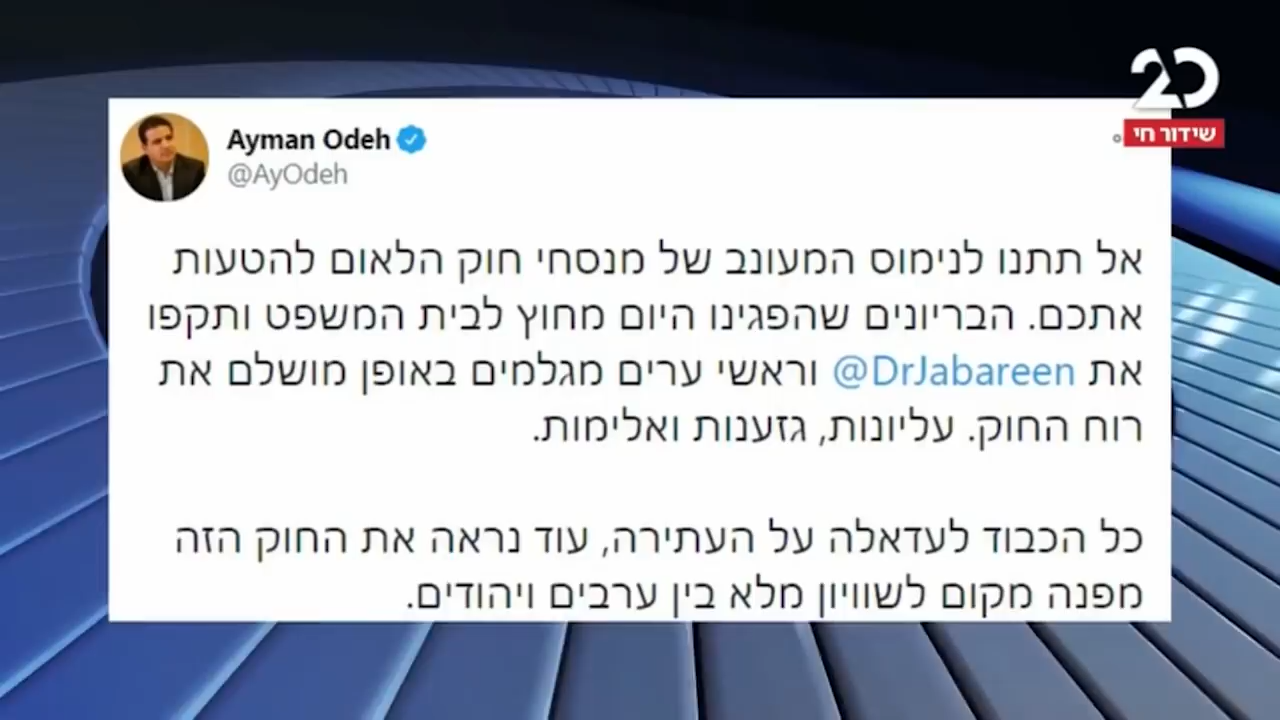 20
שידור חי
Ayman Odeh
@AyOdeh
אל תתנו לנימוס המעונב של מנסחי חוק הלאום להטעות
אתכם. הבריונים שהפגינו היום מחוץ לבית המשפט ותקפו
את @DrJabareen וראשי ערים מגלמים באופן מושלם את
רוח החוק. עליונות, גזענות ואלימות.
כל הכבוד לעדאלה על העתירה, עוד נראה את החוק הזה
מפנה מקום לשוויון מלא בין ערבים ויהודים.